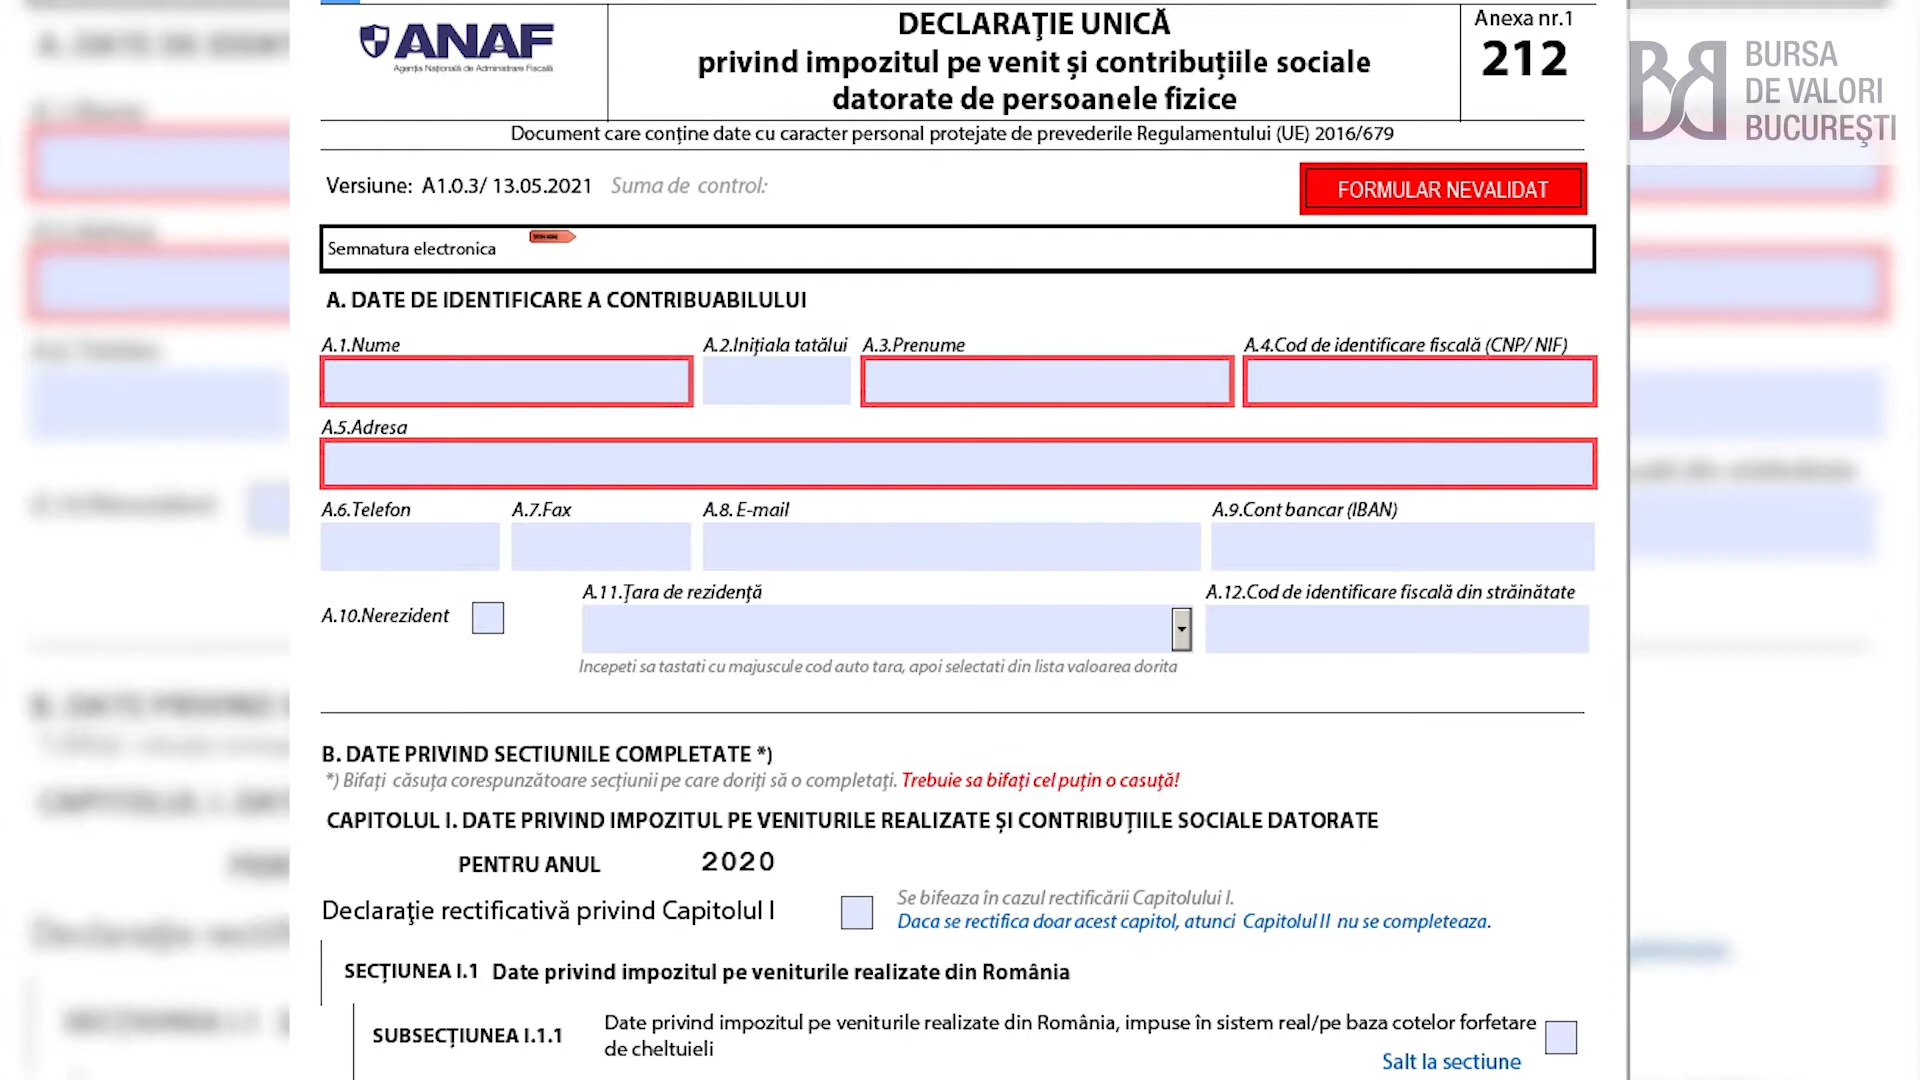 ANAF
Agenția Națională de Administrare Fiscală
DECLARAŢIE UNICĂ
privind impozitul pe venit și contribuțiile sociale
datorate de persoanele fizice
Anexa nr.1
212
BURSA
DE VALORI
BUCUREŞTI
Document care conține date cu caracter personal protejate de prevederile Regulamentului (UE) 2016/679
Versiune: A1.0.3/ 13.05.2021 Suma de control:
FORMULAR NEVALIDAT
Semnatura electronica
A. DATE DE IDENTIFICARE A CONTRIBUABILULUI
A.1.Nume A.2.Inițiala tatălui A.3.Prenume A.4.Cod de identificare fiscală (CNP/ NIF)
A.5.Adresa
A.6.Telefon A.7.Fax A.8. E-mail A.9.Cont bancar (IBAN)
A.10.Nerezident A.11.Ţara de rezidenţă A.12.Cod de identificare fiscală din străinătate
Incepeti sa tastati cu majuscule cod auto tara, apoi selectati din lista valoarea dorita
B. DATE PRIVIND SECTIUNILE COMPLETATE *)
*) Bifați căsuța corespunzătoare secțiunii pe care doriți să o completați. Trebuie sa bifați cel puțin o casuță!
CAPITOLUL I. DATE PRIVIND IMPOZITUL PE VENITURILE REALIZATE ȘI CONTRIBUȚIILE SOCIALE DATORATE
PENTRU ANUL 2020
Declaraţie rectificativă privind Capitolul I
Se bifeaza în cazul rectificării Capitolului I.
Daca se rectifica doar acest capitol, atunci Capitolul II nu se completeaza.
SECȚIUNEA I.1 Date privind impozitul pe veniturile realizate din România
SUBSECȚIUNEA I.1.1 Date privind impozitul pe veniturile realizate din România, impuse în sistem real/pe baza cotelor forfetare
de cheltuieli
Salt la sectiune